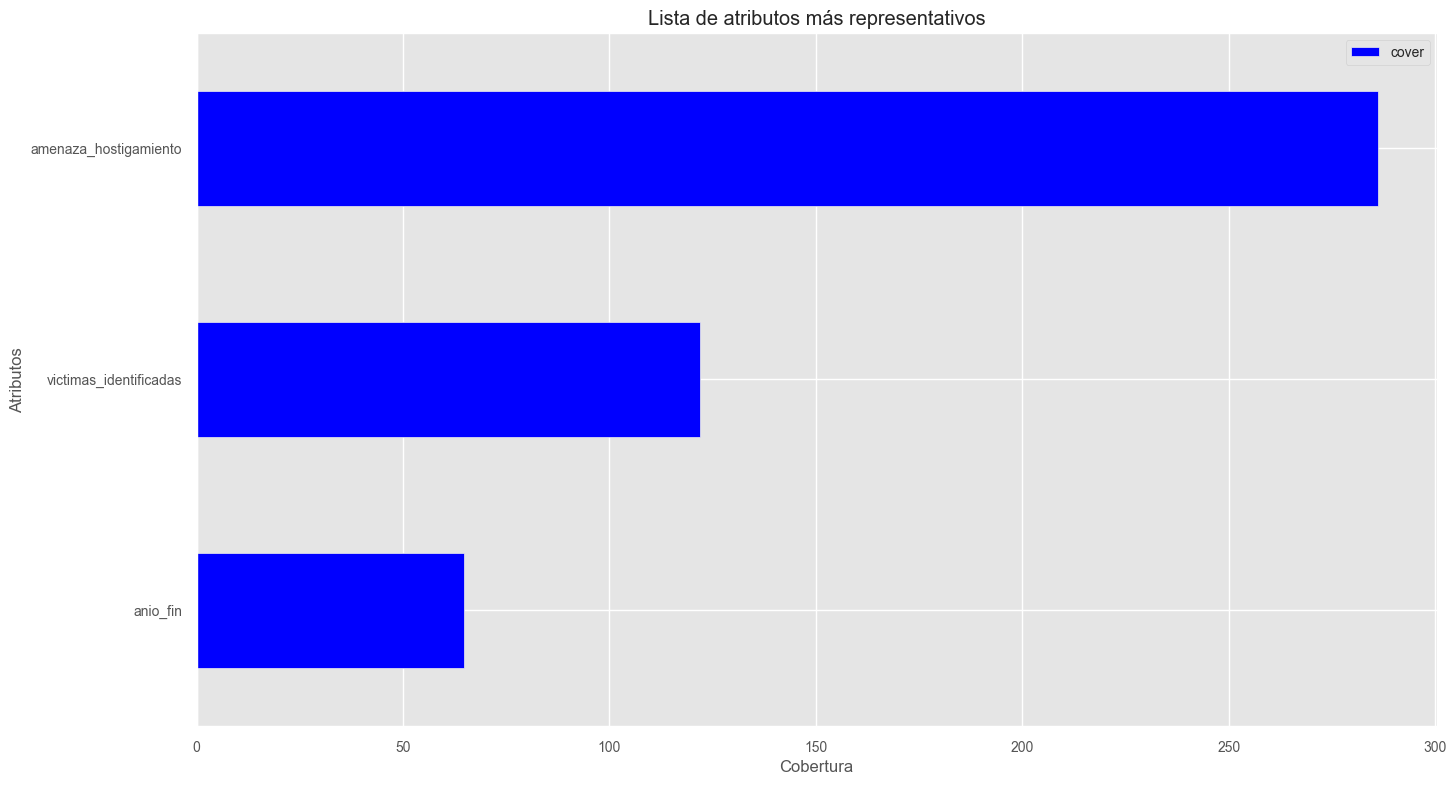 Lista de atributos más representativos
cover
amenaza_hostigamiento
victimas_identificadas
anio_fin
Atributos
0 50 100 150 200 250 300
Cobertura